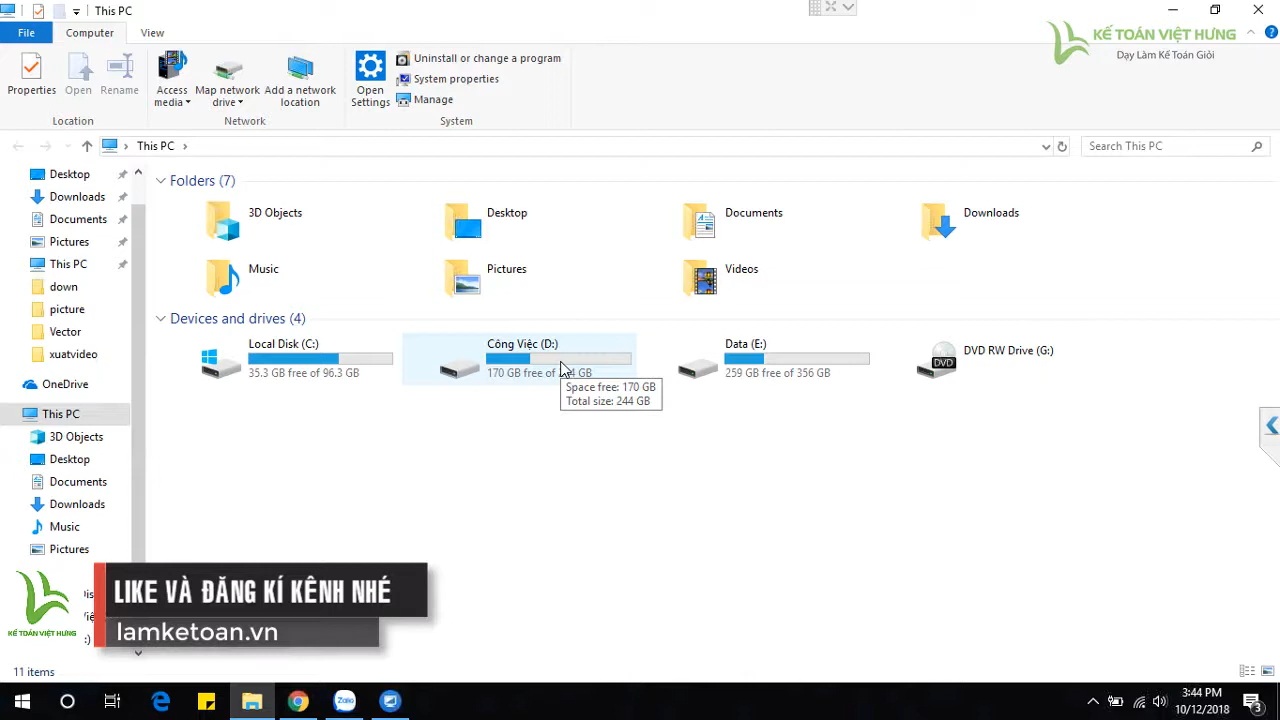 This PC
File
Computer
View
KẾ TOÁN VIỆT HƯNG
Dạy Làm Kế Toán Giỏi
Properties
Open
Rename
Access media
Map network drive
Add a network location
Open Settings
Uninstall or change a program
System properties
Manage
Location
Network
System
This PC
Search This PC
Desktop
Downloads
Documents
Pictures
This PC
down
picture
Vector
xuatvideo
OneDrive
This PC
3D Objects
Desktop
Documents
Downloads
Music
Pictures
Folders (7)
3D Objects
Desktop
Documents
Downloads
Music
Pictures
Videos
Devices and drives (4)
Local Disk (C:)
35.3 GB free of 96.3 GB
Công Việc (D:)
170 GB free of 244 GB
Space free: 170 GB
Total size: 244 GB
Data (E:)
259 GB free of 356 GB
DVD RW Drive (G:)
DVD
KẾ TOÁN VIỆT HƯNG
LIKE VÀ ĐĂNG KÍ KÊNH NHÉ
lamketoan.vn
11 items
Zalo
3:44 PM
10/12/2018
3